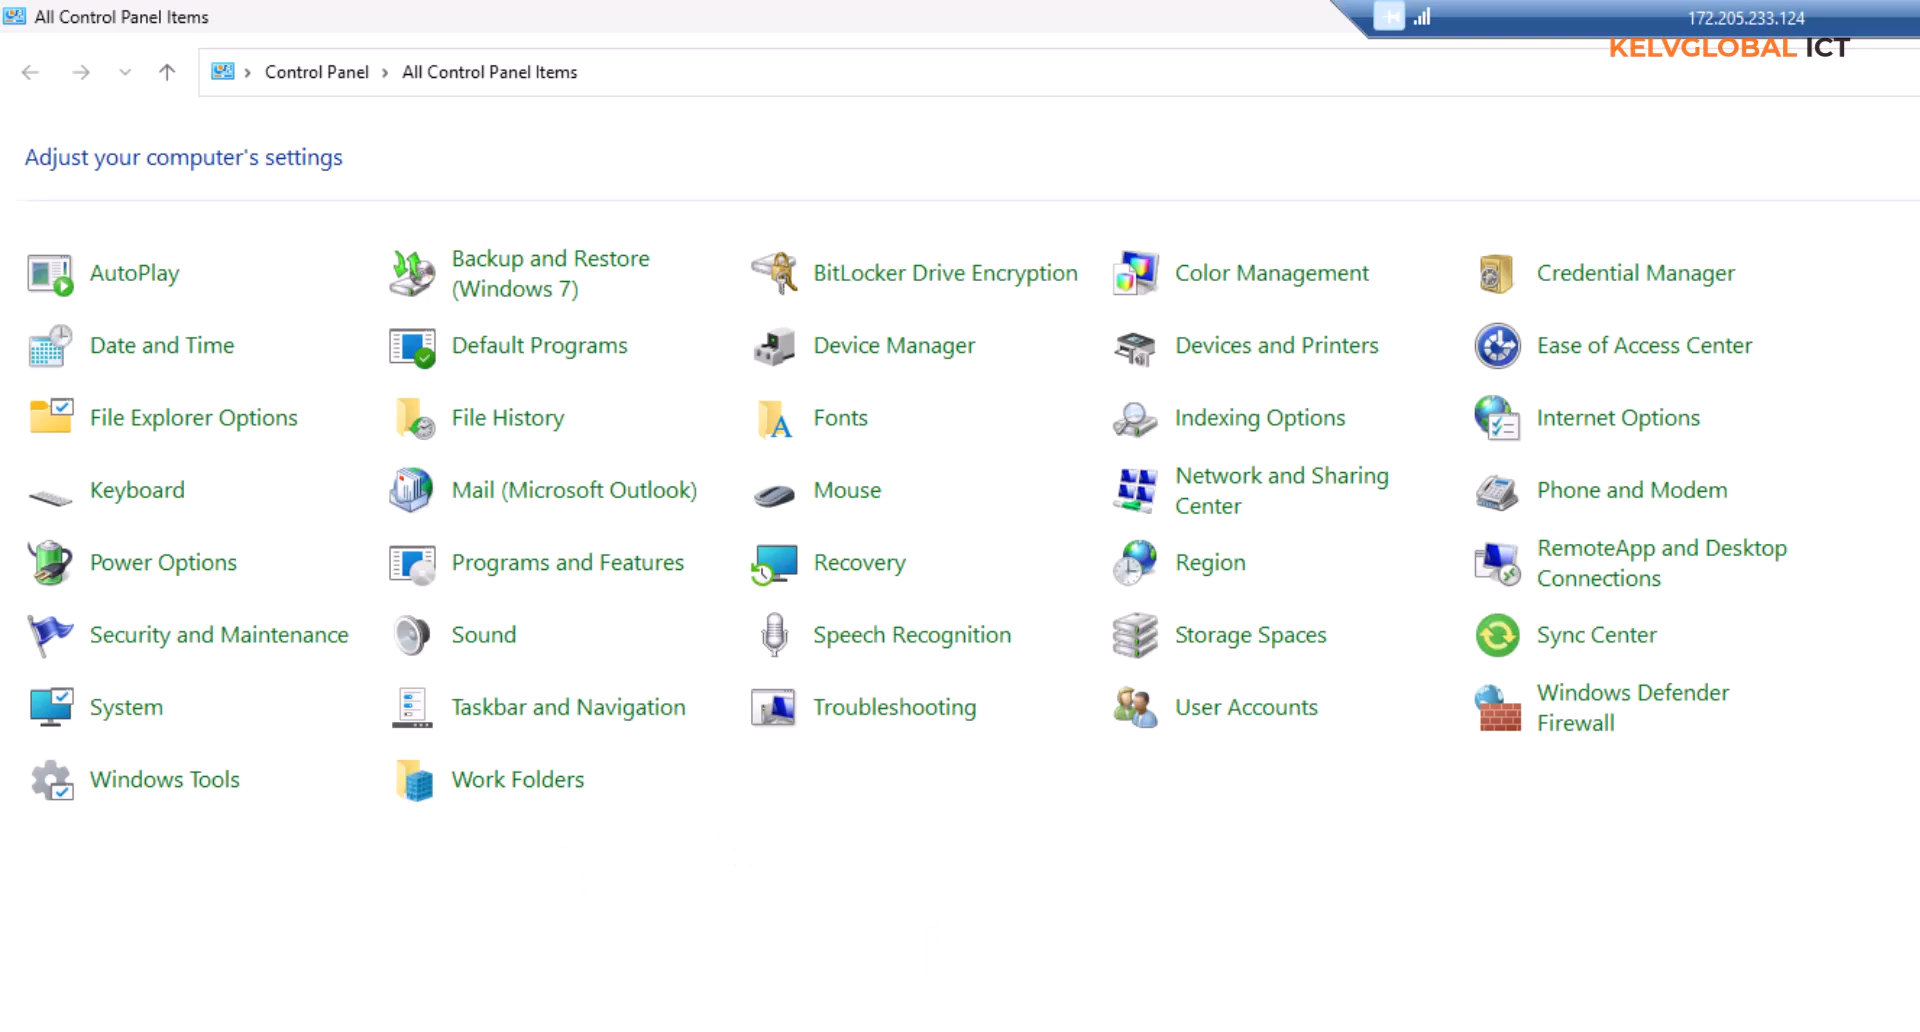 All Control Panel Items
172.205.233.124
KELVGLOBAL ICT
Control Panel > All Control Panel Items
Adjust your computer's settings
AutoPlay
Backup and Restore
(Windows 7)
BitLocker Drive Encryption
Color Management
Credential Manager
Date and Time
Default Programs
Device Manager
Devices and Printers
Ease of Access Center
File Explorer Options
File History
Fonts
Indexing Options
Internet Options
Keyboard
Mail (Microsoft Outlook)
Mouse
Network and Sharing
Center
Phone and Modem
Power Options
Programs and Features
Recovery
Region
RemoteApp and Desktop
Connections
Security and Maintenance
Sound
Speech Recognition
Storage Spaces
Sync Center
System
Taskbar and Navigation
Troubleshooting
User Accounts
Windows Defender
Firewall
Windows Tools
Work Folders